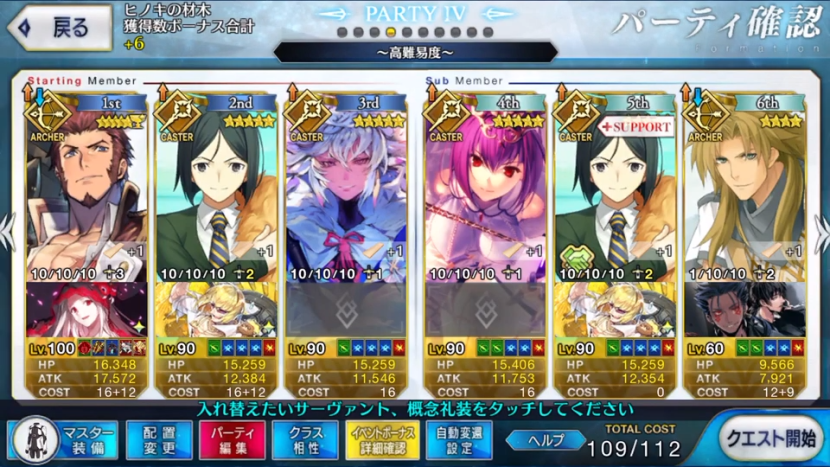 戻る
ヒノキの材木
獲得数ボーナス合計
+6
PARTY IV
~高難易度~
パーティ確認
Formation
Starting Member
Sub Member
1st
2nd
3rd
4th
5th
6th
ARCHER
CASTER
CASTER
CASTER
CASTER
ARCHER
+SUPPORT
+1
+1
+1
+1
+1
10/10/10 3
10/10/10 2
10/10/10 1
10/10/10 1
10/10/10 2
1/10/10 2
Lv.100
Lv.90
Lv.90
Lv.90
Lv.90
Lv.60
HP 16,348
HP 15,259
HP 15,259
HP 15,406
HP 15,259
HP 9,566
ATK 17,572
ATK 12,384
ATK 11,546
ATK 11,753
ATK 12,354
ATK 7,921
COST 16+12
COST 16+12
COST 16
COST 16
COST 0
COST 12+9
入れ替えたいサーヴァント、概念礼装をタッチしてください
マスター装備
配置変更
パーティ編集
クラス相性
イベントボーナス詳細確認
自動変遷設定
ヘルプ
TOTAL COST
109/112
クエスト開始